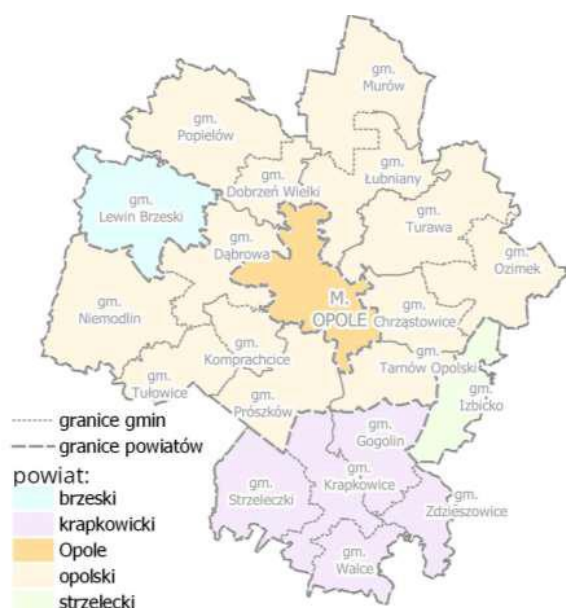 gm.
Murów
gm.
Popielów
gm.
Dobrzeń Wielki
gm.
Łubniany
gm.
Lewin Brzeski
gm.
Turawa
gm.
Dąbrowa
gm.
Ozimek
M.
OPOLE
gm.
Niemodlin
gm.
Chrząstowice
gm.
Komprachcice
gm.
Tarnów Opolski
gm.
Tułowice
gm.
Prószków
gm.
Izbicko
gm.
Gogolin
gm.
Strzeleczki
gm.
Krapkowice
gm.
Zdzieszowice
gm.
Walce
granice gmin
granice powiatów
powiat:
brzeski
krapkowicki
Opole
opolski
strzelecki